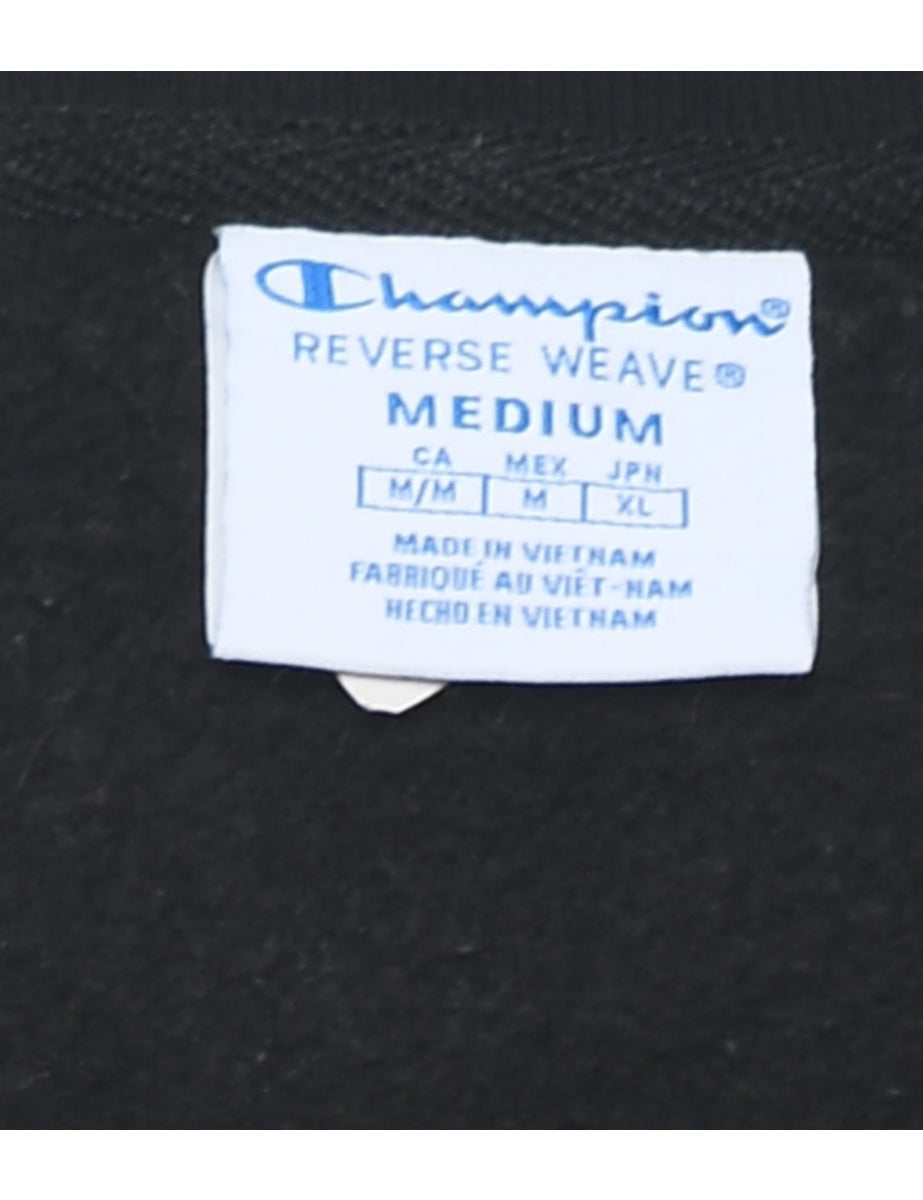 Champion®
REVERSE WEAVE®
MEDIUM
CA MEX JPN
M/M M XL
MADE IN VIETNAM
FABRIQUÉ AU VIÊT-NAM
HECHO EN VIETNAM